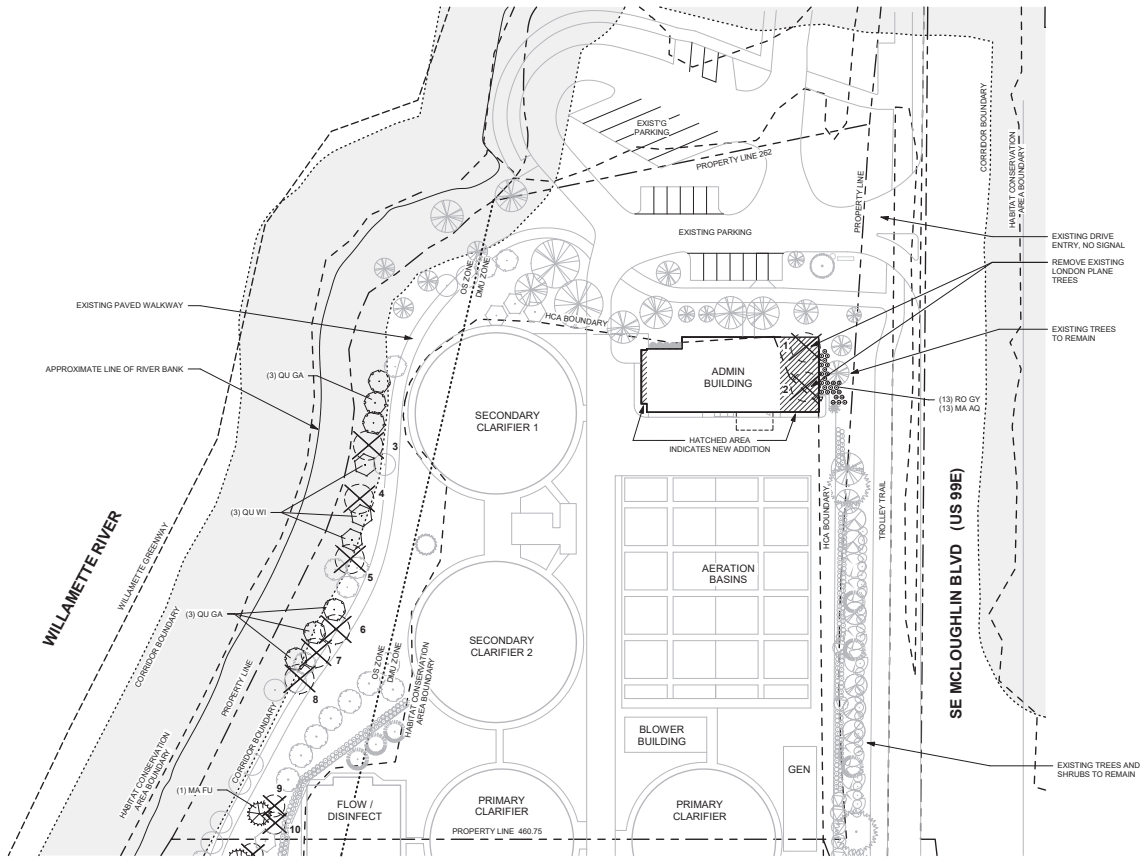 EXIST'G
PARKING
PROPERTY LINE 262
CORRIDOR BOUNDARY
HABITAT CONSERVATION
AREA BOUNDARY
PROPERTY LINE
EXISTING PARKING
EXISTING DRIVE
ENTRY, NO SIGNAL
REMOVE EXISTING
LONDON PLANE
TREES
OS ZONE
DMU ZONE
EXISTING PAVED WALKWAY
HCA BOUNDARY
EXISTING TREES
TO REMAIN
APPROXIMATE LINE OF RIVER BANK
(3) QU GA
ADMIN
BUILDING
2
(13) RO GY
(13) MA AQ
SECONDARY
CLARIFIER 1
HATCHED AREA
INDICATES NEW ADDITION
3
4
(3) QU WI
5
WILLAMETTE RIVER
WILLAMETTE GREENWAY
CORRIDOR BOUNDARY
HCA BOUNDARY
TROLLEY TRAIL
SE MCLOUGHLIN BLVD (US 99E)
AERATION
BASINS
(3) QU GA
6
7
8
SECONDARY
CLARIFIER 2
OS ZONE
DMU ZONE
HABITAT CONSERVATION
AREA BOUNDARY
PROPERTY LINE
CORRIDOR BOUNDARY
HABITAT CONSERVATION
AREA BOUNDARY
BLOWER
BUILDING
GEN
EXISTING TREES AND
SHRUBS TO REMAIN
(1) MA FU
9
10
FLOW /
DISINFECT
PRIMARY
CLARIFIER
PRIMARY
CLARIFIER
PROPERTY LINE 460.75